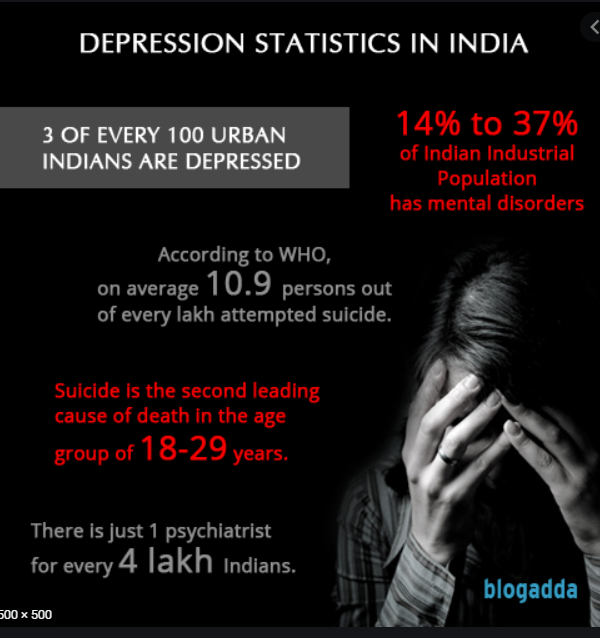 DEPRESSION STATISTICS IN INDIA
3 OF EVERY 100 URBAN
INDIANS ARE DEPRESSED
14% to 37%
of Indian Industrial
Population
has mental disorders
According to WHO,
on average 10.9 persons out
of every lakh attempted suicide.
Suicide is the second leading
cause of death in the age
group of 18-29 years.
There is just 1 psychiatrist
for every 4 lakh Indians.
blogadda
500 × 500